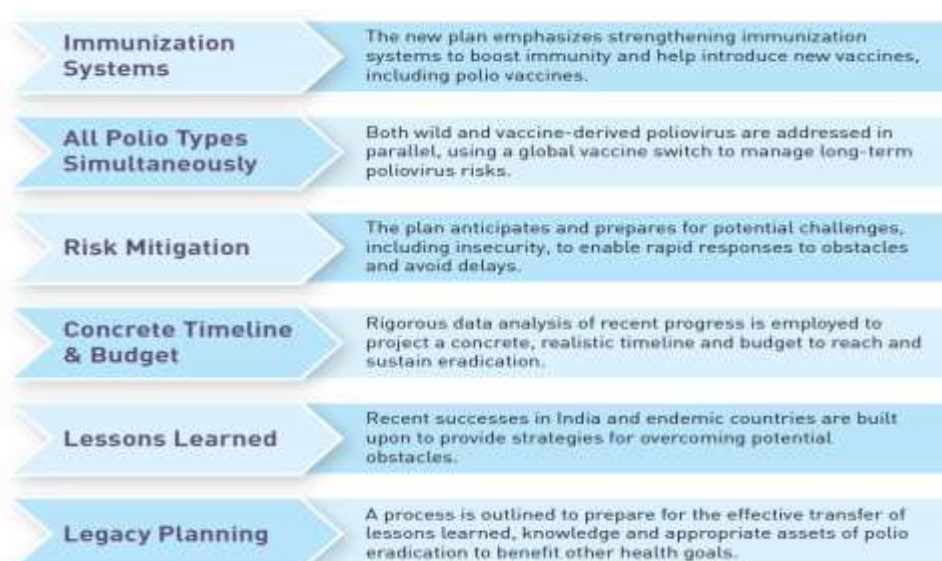 Immunization
Systems
The new plan emphasizes strengthening immunization
systems to boost immunity and help introduce new vaccines,
including polio vaccines.
All Polio Types
Simultaneously
Both wild and vaccine-derived poliovirus are addressed in
parallel, using a global vaccine switch to manage long-term
poliovirus risks.
Risk Mitigation
The plan anticipates and prepares for potential challenges,
including insecurity, to enable rapid responses to obstacles
and avoid delays.
Concrete Timeline
& Budget
Rigorous data analysis of recent progress is employed to
project a concrete, realistic timeline and budget to reach and
sustain eradication.
Lessons Learned
Recent successes in India and endemic countries are built
upon to provide strategies for overcoming potential
obstacles.
Legacy Planning
A process is outlined to prepare for the effective transfer of
lessons learned, knowledge and appropriate assets of polio
eradication to benefit other health goals.